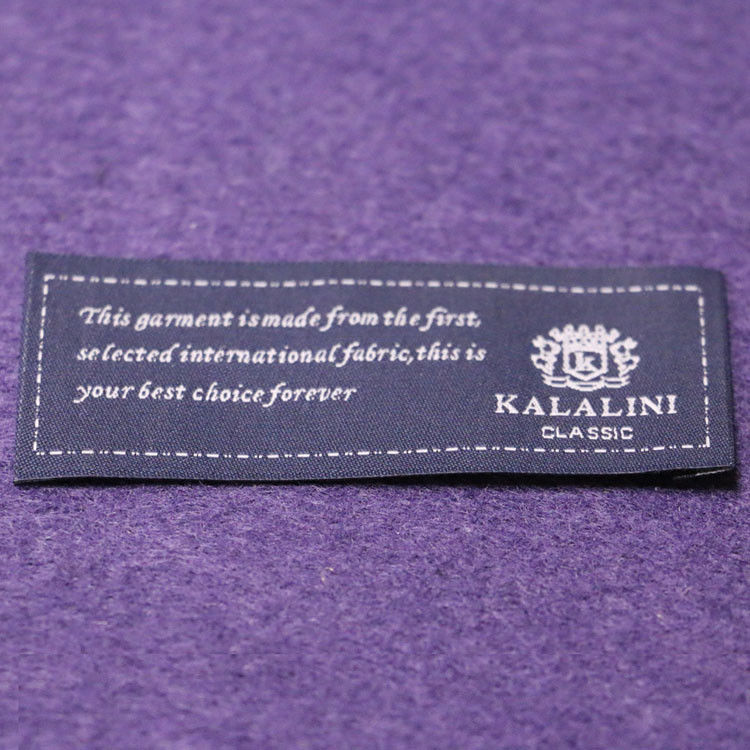 This garment is made from the first,
selected international fabric, this is
your best choice forever
K
KALALINI
CLASSIC